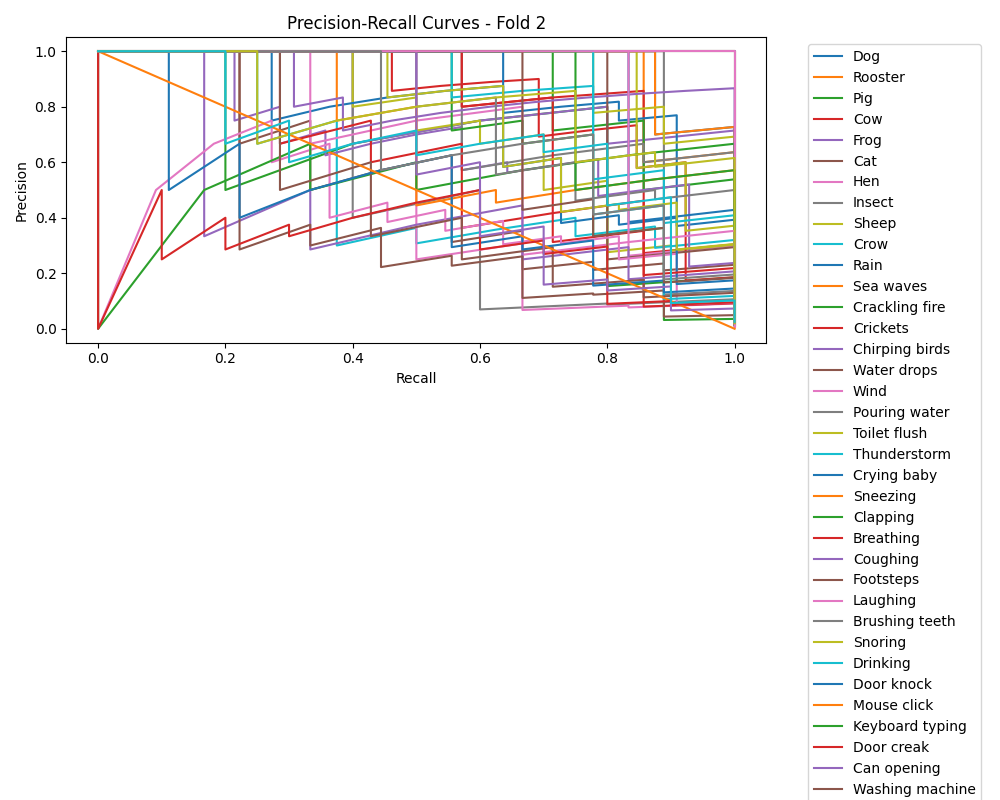 Precision-Recall Curves - Fold 2
Precision
1.0
0.8
0.6
0.4
0.2
0.0
0.0 0.2 0.4 0.6 0.8 1.0
Recall
Dog
Rooster
Pig
Cow
Frog
Cat
Hen
Insect
Sheep
Crow
Rain
Sea waves
Crackling fire
Crickets
Chirping birds
Water drops
Wind
Pouring water
Toilet flush
Thunderstorm
Crying baby
Sneezing
Clapping
Breathing
Coughing
Footsteps
Laughing
Brushing teeth
Snoring
Drinking
Door knock
Mouse click
Keyboard typing
Door creak
Can opening
Washing machine